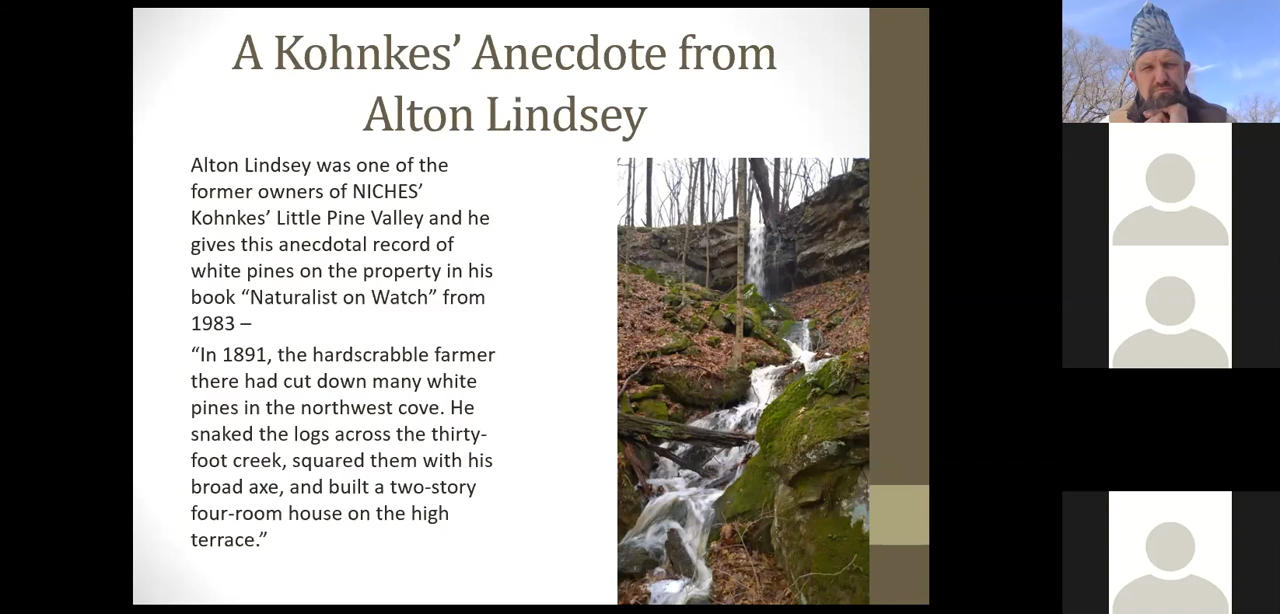 A Kohnkes’ Anecdote from
Alton Lindsey
Alton Lindsey was one of the
former owners of NICHES’
Kohnkes’ Little Pine Valley and he
gives this anecdotal record of
white pines on the property in his
book “Naturalist on Watch” from
1983 –
“In 1891, the hardscrabble farmer
there had cut down many white
pines in the northwest cove. He
snaked the logs across the thirty-
foot creek, squared them with his
broad axe, and built a two-story
four-room house on the high
terrace.”